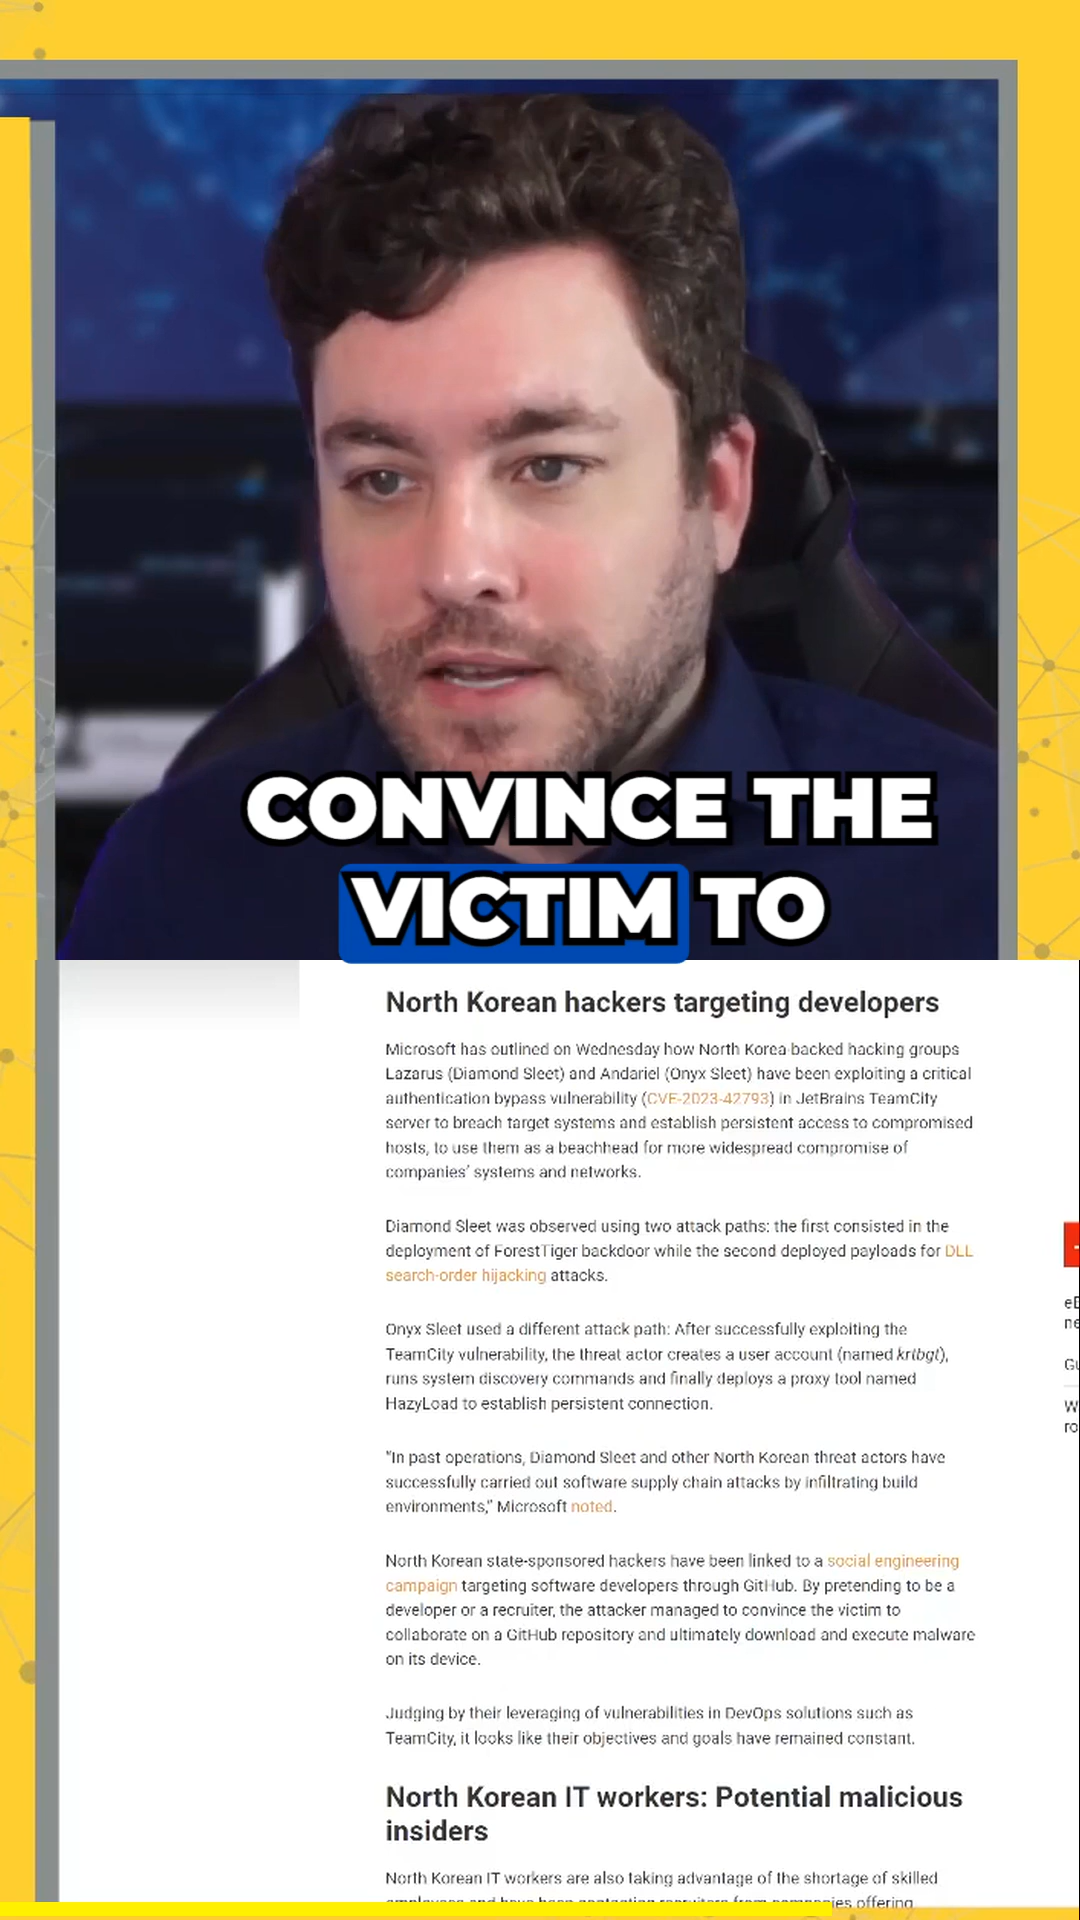 CONVINCE THE
VICTIM TO
North Korean hackers targeting developers
Microsoft has outlined on Wednesday how North Korea-backed hacking groups
Lazarus (Diamond Sleet) and Andariel (Onyx Sleet) have been exploiting a critical
authentication bypass vulnerability (CVE-2023-42793) in JetBrains TeamCity
server to breach target systems and establish persistent access to compromised
hosts, to use them as a beachhead for more widespread compromise of
companies’ systems and networks.
Diamond Sleet was observed using two attack paths: the first consisted in the
deployment of ForestTiger backdoor while the second deployed payloads for DLL
search-order hijacking attacks.
Onyx Sleet used a different attack path: After successfully exploiting the
TeamCity vulnerability, the threat actor creates a user account (named krtbgt),
runs system discovery commands and finally deploys a proxy tool named
HazyLoad to establish persistent connection.
“In past operations, Diamond Sleet and other North Korean threat actors have
successfully carried out software supply chain attacks by infiltrating build
environments,” Microsoft noted.
North Korean state-sponsored hackers have been linked to a social engineering
campaign targeting software developers through GitHub. By pretending to be a
developer or a recruiter, the attacker managed to convince the victim to
collaborate on a GitHub repository and ultimately download and execute malware
on its device.
Judging by their leveraging of vulnerabilities in DevOps solutions such as
TeamCity, it looks like their objectives and goals have remained constant.
North Korean IT workers: Potential malicious
insiders
North Korean IT workers are also taking advantage of the shortage of skilled